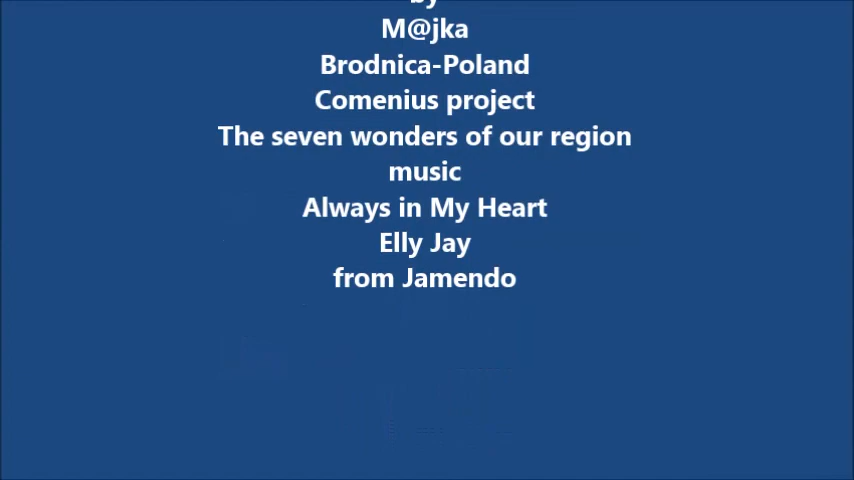 by
M@jka
Brodnica-Poland
Comenius project
The seven wonders of our region
music
Always in My Heart
Elly Jay
from Jamendo